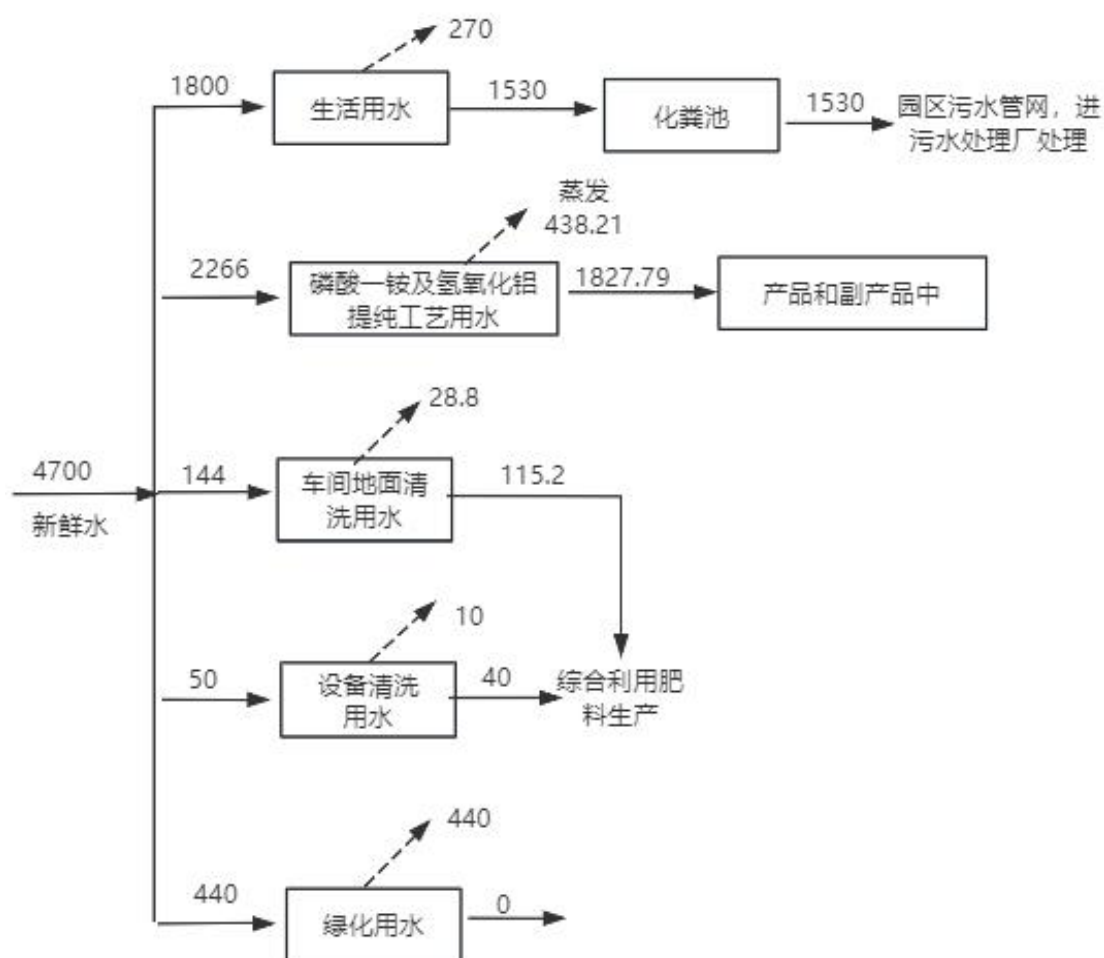 270
1800
生活用水
1530
化粪池
1530
园区污水管网，进
污水处理厂处理
蒸发
438.21
2266
磷酸一铵及氢氧化铝
提纯工艺用水
1827.79
产品和副产品中
28.8
4700
新鲜水
144
车间地面清
洗用水
115.2
10
50
设备清洗
用水
40
综合利用肥
料生产
440
440
绿化用水
0